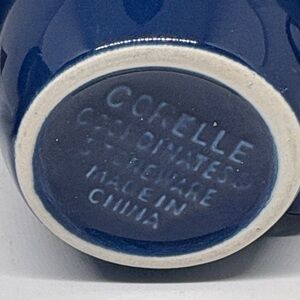 CORELLE
COORDINATES®
STONEWARE
MADE IN
CHINA